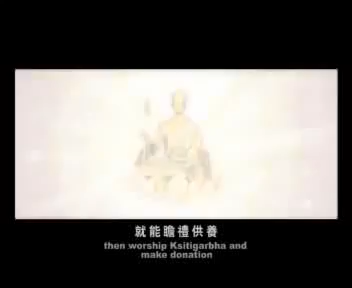 就能瞻禮供養
then worship Ksitigarbha and
make donation